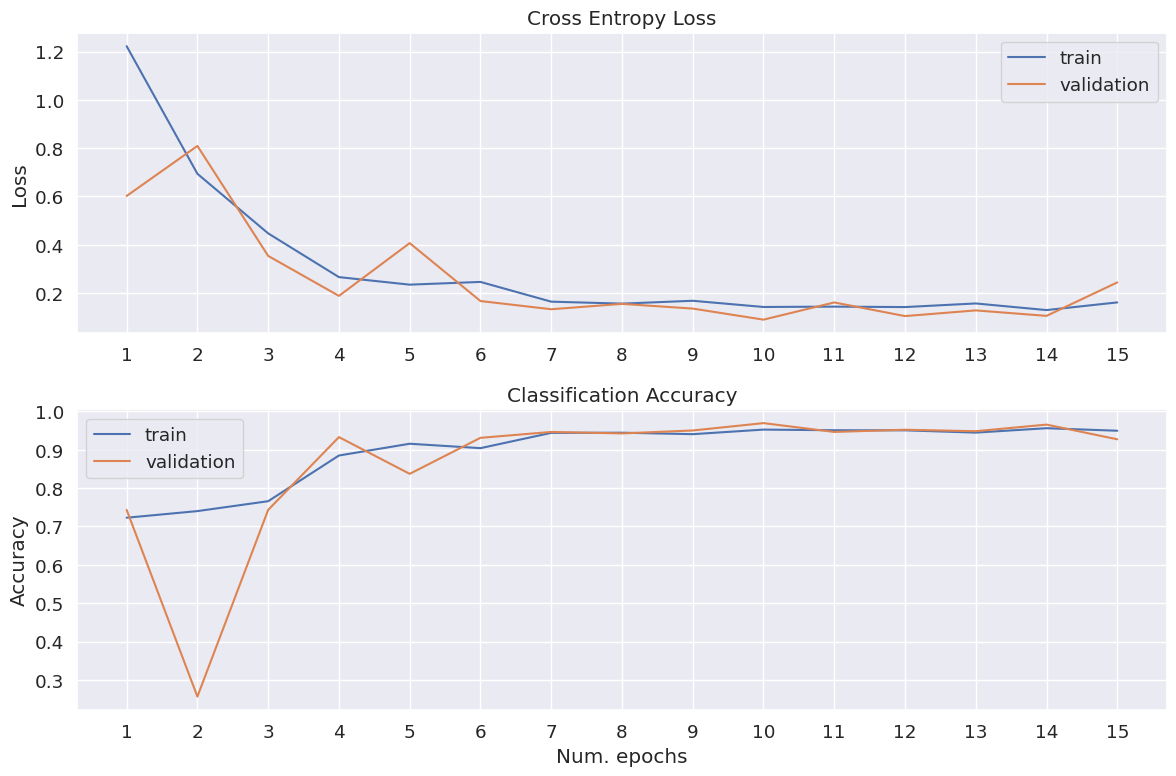 Cross Entropy Loss
Loss
1.2
1.0
0.8
0.6
0.4
0.2
train
validation
1 2 3 4 5 6 7 8 9 10 11 12 13 14 15
Classification Accuracy
Accuracy
1.0
0.9
0.8
0.7
0.6
0.5
0.4
0.3
train
validation
1 2 3 4 5 6 7 8 9 10 11 12 13 14 15
Num. epochs